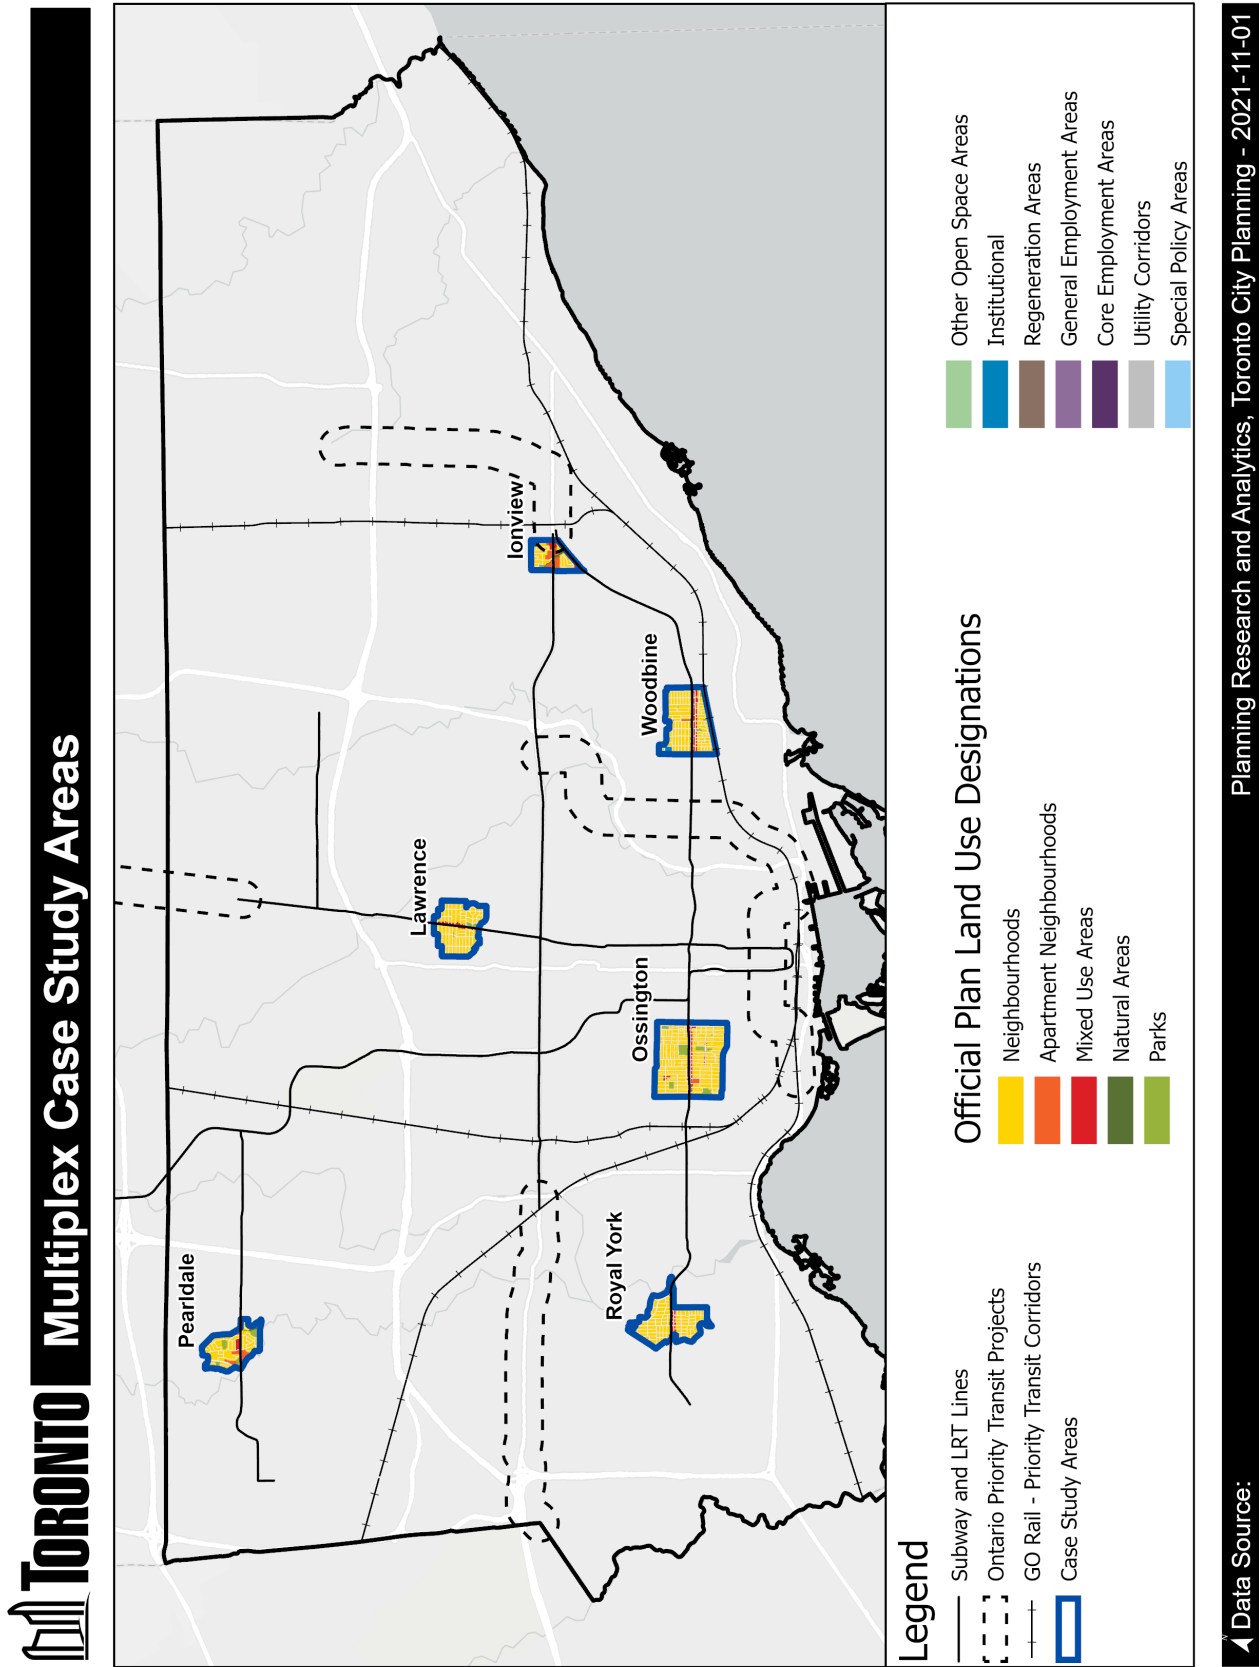 TORONTO
Multiplex Case Study Areas
Pearldale
Lawrence
Ionview
Royal York
Ossington
Woodbine
Legend
Subway and LRT Lines
Ontario Priority Transit Projects
GO Rail - Priority Transit Corridors
Case Study Areas
Official Plan Land Use Designations
Neighbourhoods
Apartment Neighbourhoods
Mixed Use Areas
Natural Areas
Parks
Other Open Space Areas
Institutional
Regeneration Areas
General Employment Areas
Core Employment Areas
Utility Corridors
Special Policy Areas
N
Data Source:
Planning Research and Analytics, Toronto City Planning - 2021-11-01